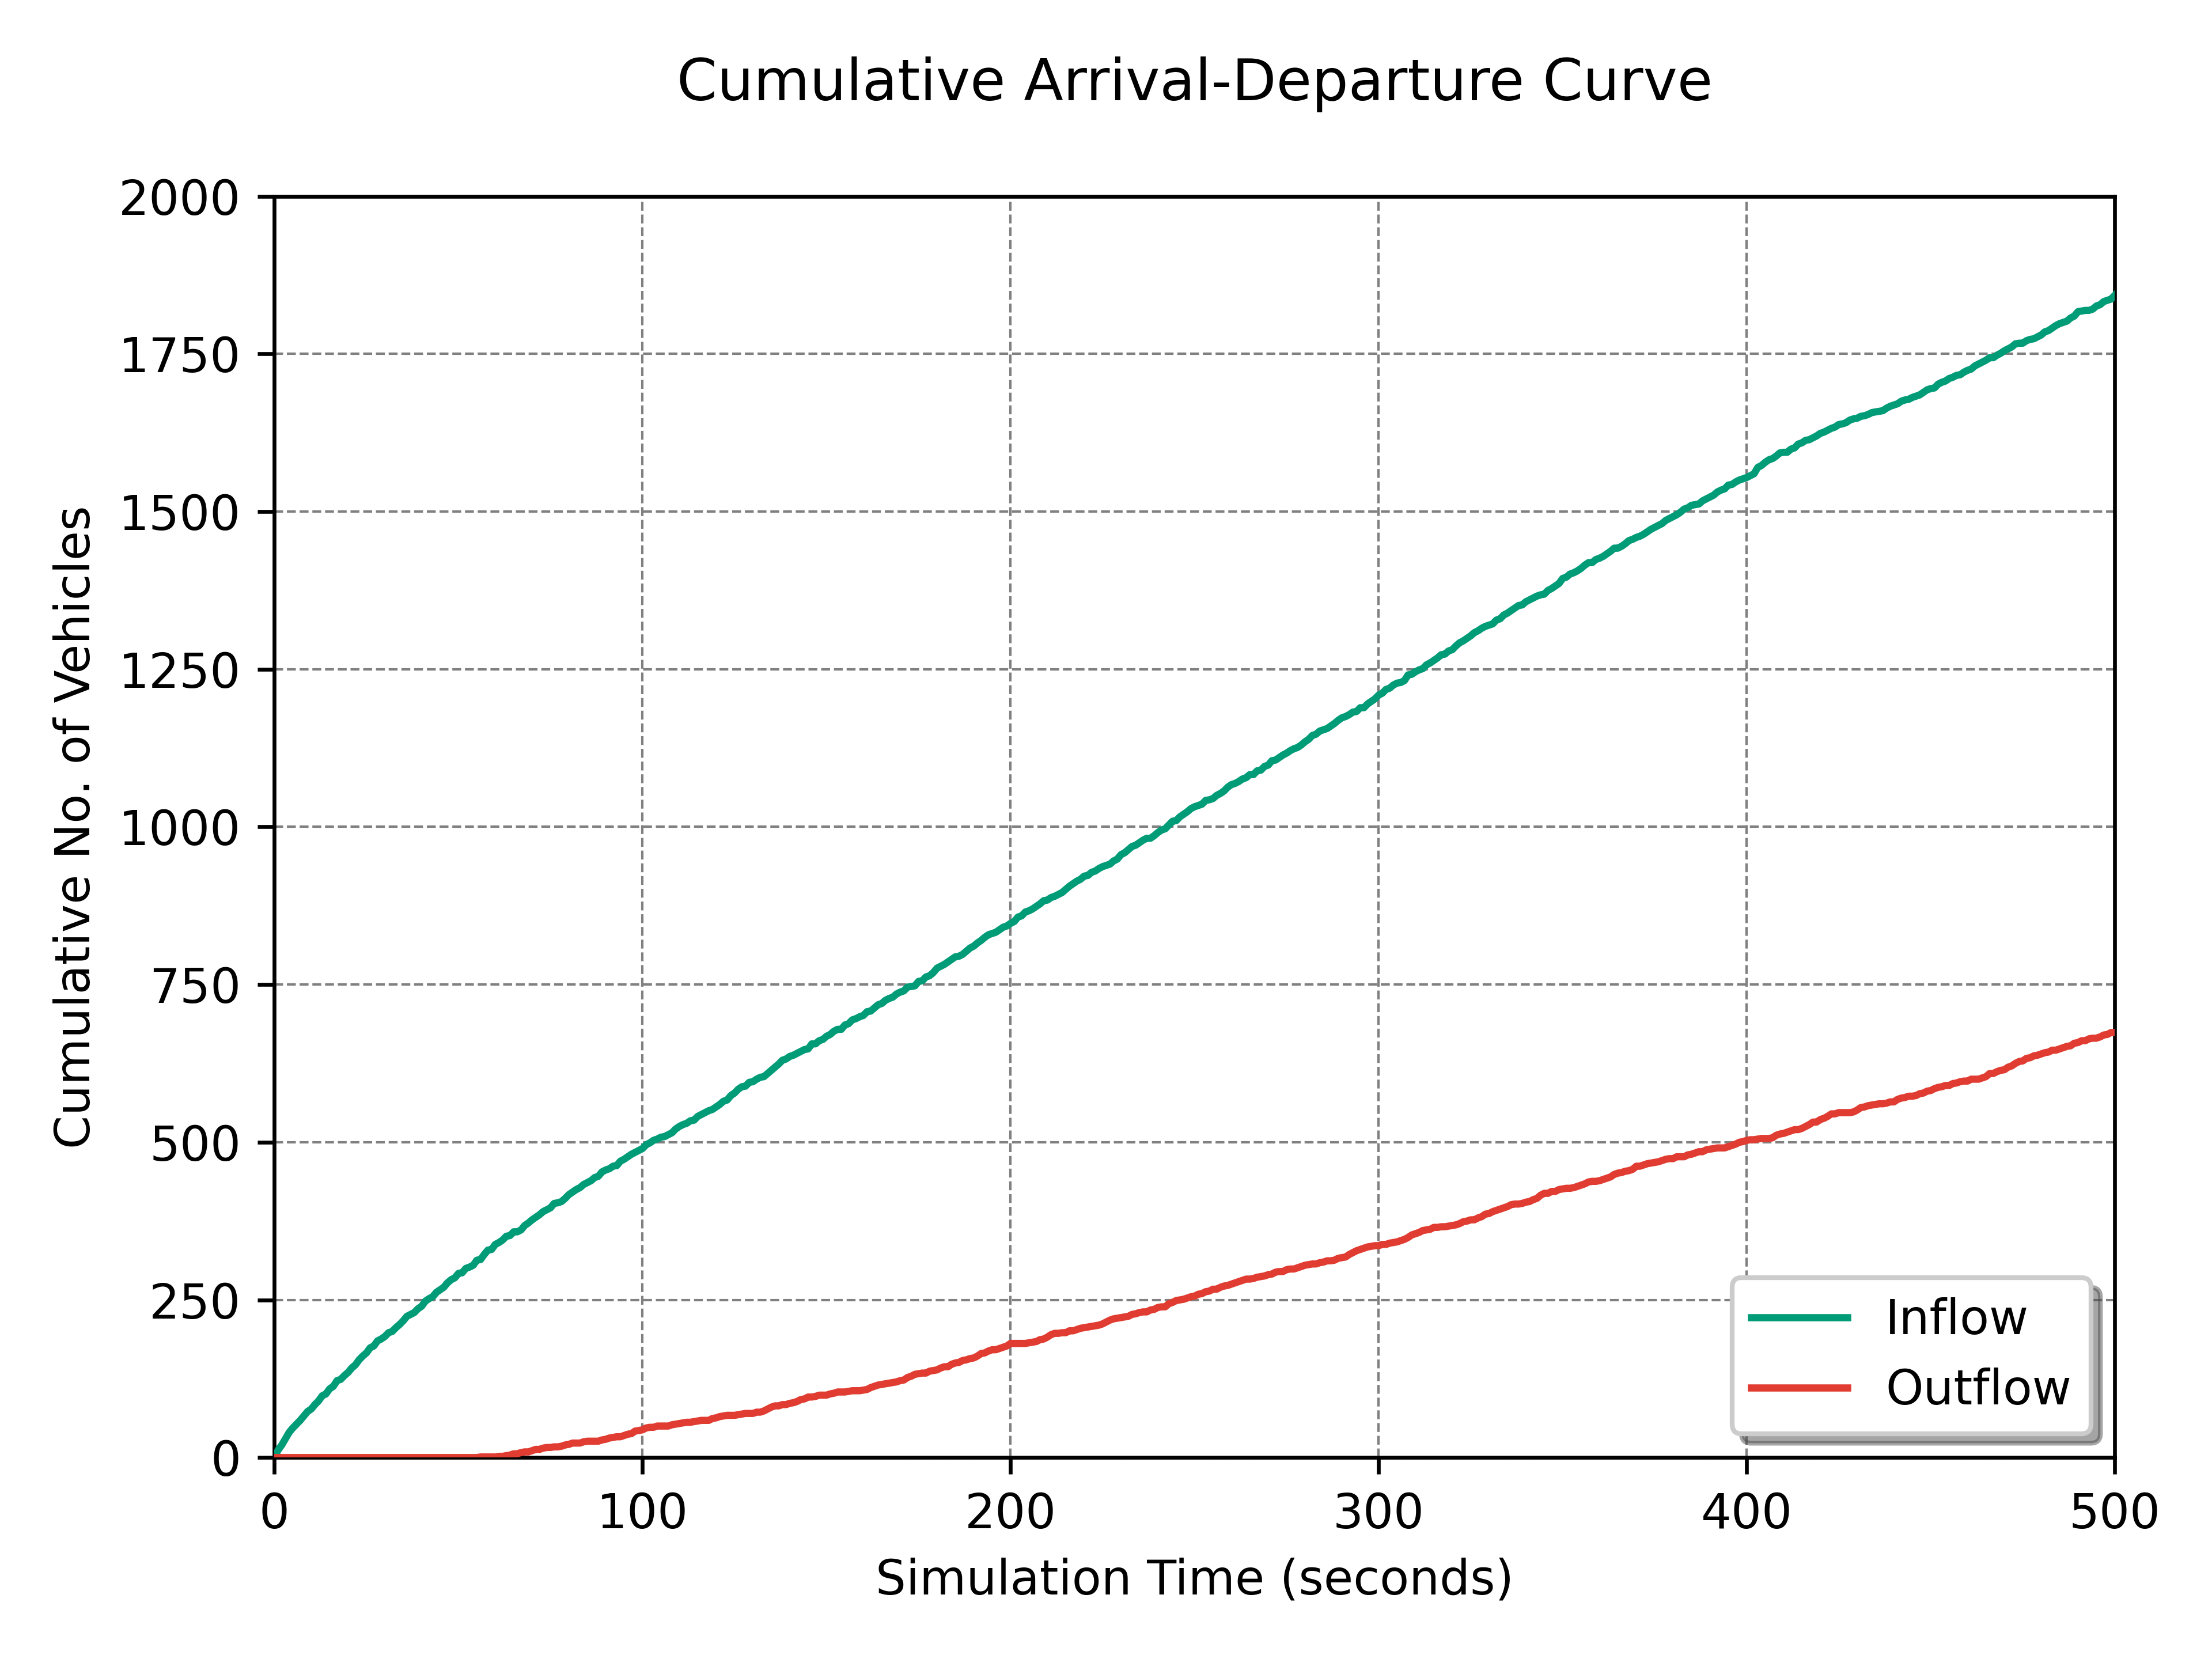 Cumulative Arrival-Departure Curve
Cumulative No. of Vehicles
2000
1750
1500
1250
1000
750
500
250
0
0 100 200 300 400 500
Simulation Time (seconds)
Inflow
Outflow